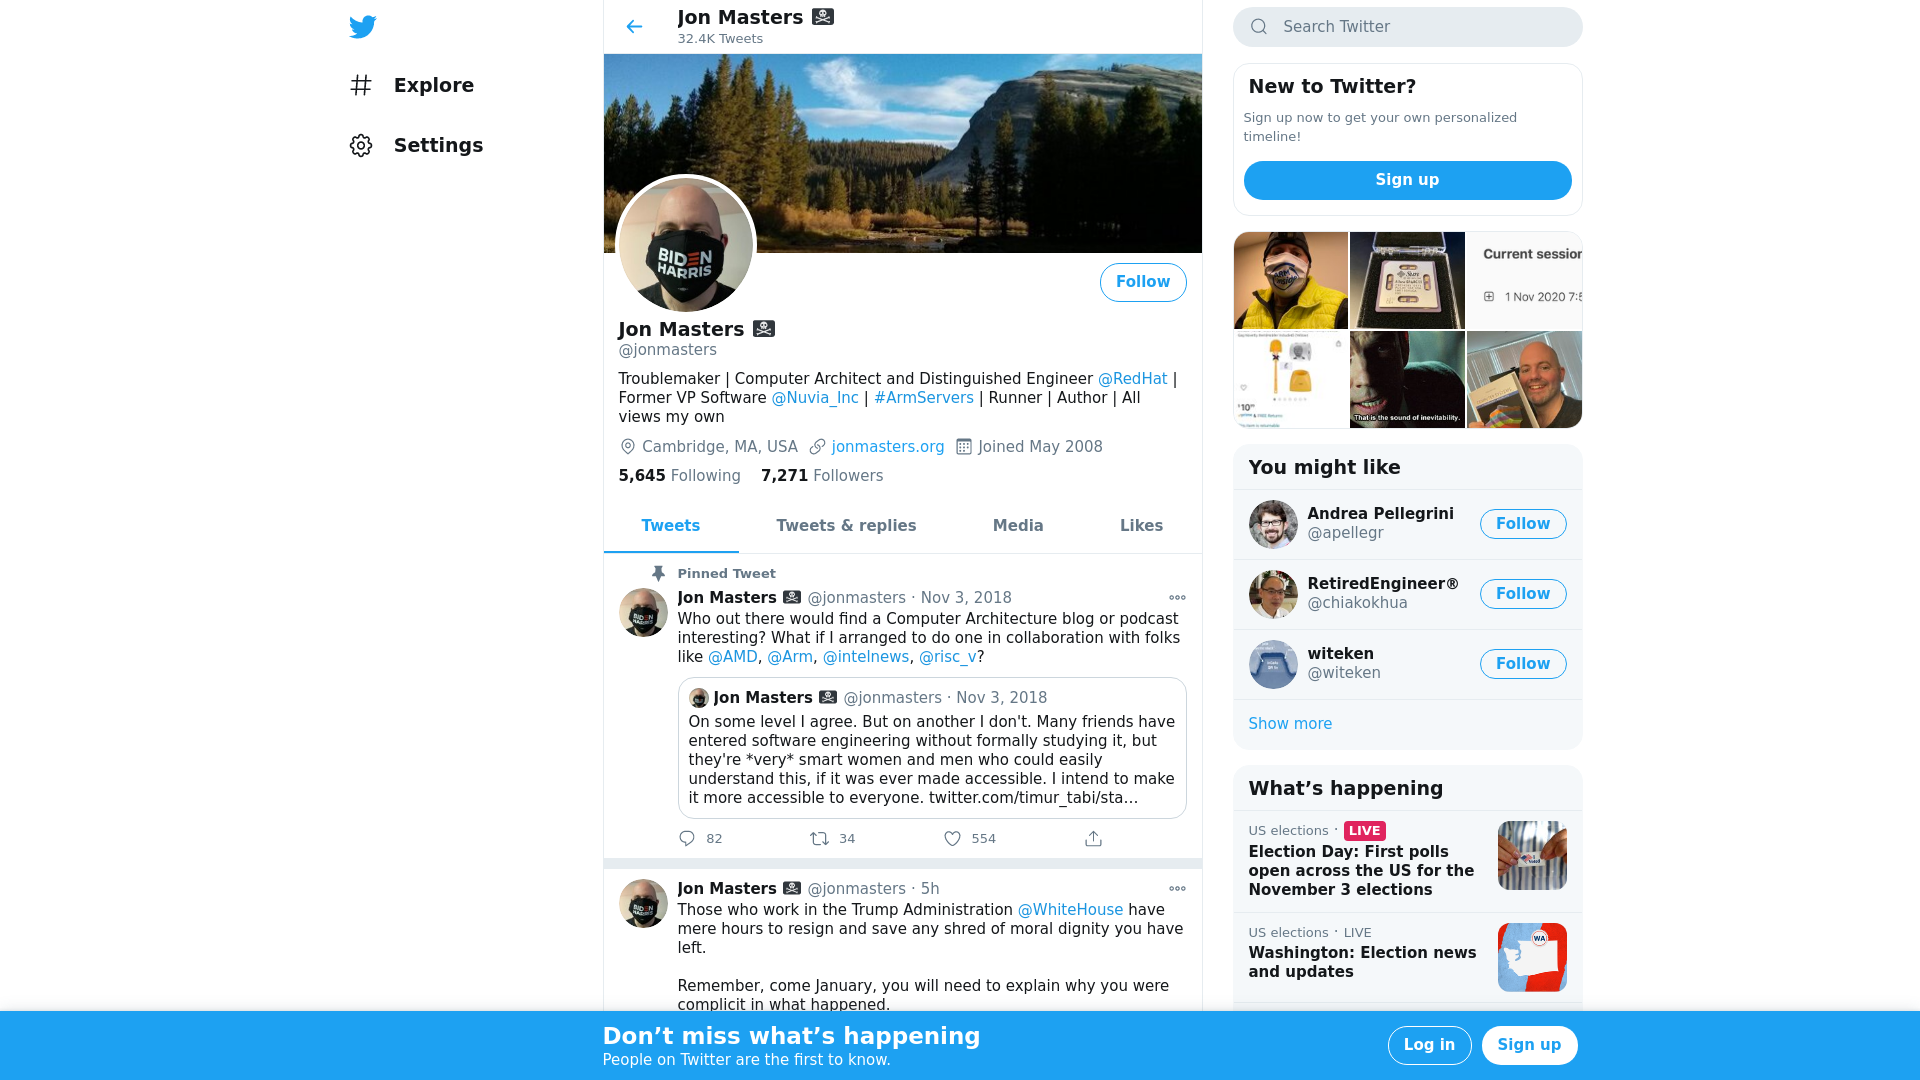 Jon Masters
32.4K Tweets
Explore
Settings
BIDEN
HARRIS
Follow
Jon Masters
@jonmasters
Troublemaker | Computer Architect and Distinguished Engineer @RedHat |
Former VP Software @Nuvia_Inc | #ArmServers | Runner | Author | All
views my own
Cambridge, MA, USA jonmasters.org Joined May 2008
5,645 Following 7,271 Followers
Tweets Tweets & replies Media Likes
Pinned Tweet
Jon Masters @jonmasters · Nov 3, 2018
Who out there would find a Computer Architecture blog or podcast
interesting? What if I arranged to do one in collaboration with folks
like @AMD, @Arm, @intelnews, @risc_v?
Jon Masters @jonmasters · Nov 3, 2018
On some level I agree. But on another I don't. Many friends have
entered software engineering without formally studying it, but
they're *very* smart women and men who could easily
understand this, if it was ever made accessible. I intend to make
it more accessible to everyone. twitter.com/timur_tabi/sta…
82 34 554
Jon Masters @jonmasters · 5h
Those who work in the Trump Administration @WhiteHouse have
mere hours to resign and save any shred of moral dignity you have
left.
Remember, come January, you will need to explain why you were
complicit in what happened.
Search Twitter
New to Twitter?
Sign up now to get your own personalized
timeline!
Sign up
Current session
1 Nov 2020 7:5
That is the sound of inevitability.
You might like
Andrea Pellegrini
@apellegr
Follow
RetiredEngineer®
@chiakokhua
Follow
witeken
@witeken
Follow
Show more
What's happening
US elections · LIVE
Election Day: First polls
open across the US for the
November 3 elections
US elections · LIVE
Washington: Election news
and updates
WA
Don't miss what's happening
People on Twitter are the first to know.
Log in
Sign up